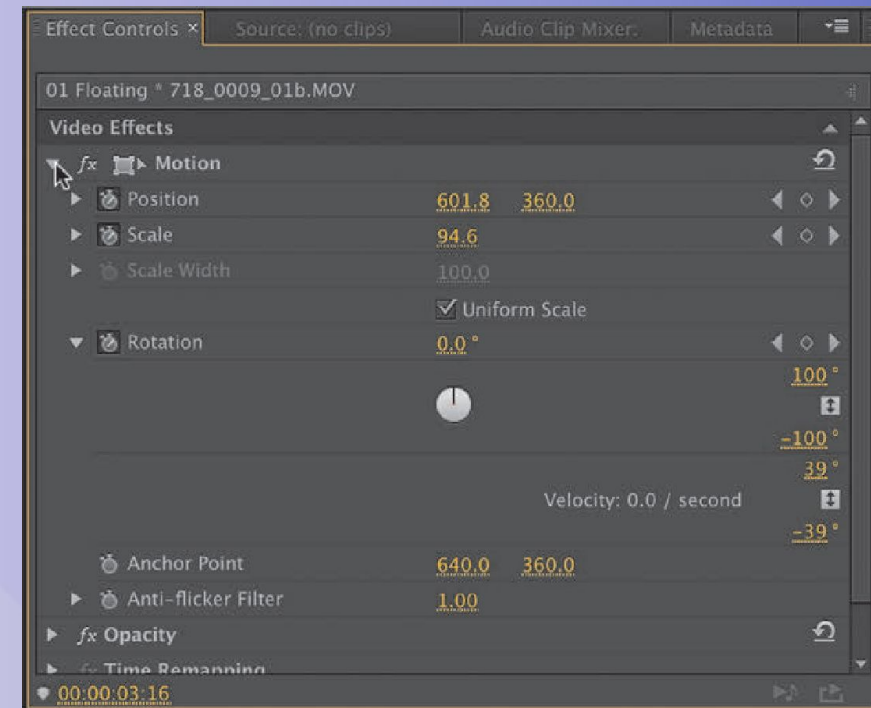 Effect Controls × Source: (no clips) Audio Clip Mixer: Metadata
01 Floating * 718_0009_01b.MOV
Video Effects
fx Motion
Position 601.8 360.0
Scale 94.6
Scale Width 100.0
Uniform Scale
Rotation 0.0 °
100 °
-100 °
39 °
Velocity: 0.0 / second
-39 °
Anchor Point 640.0 360.0
Anti-flicker Filter 1.00
fx Opacity
fx Time Remapping
00:00:03:16